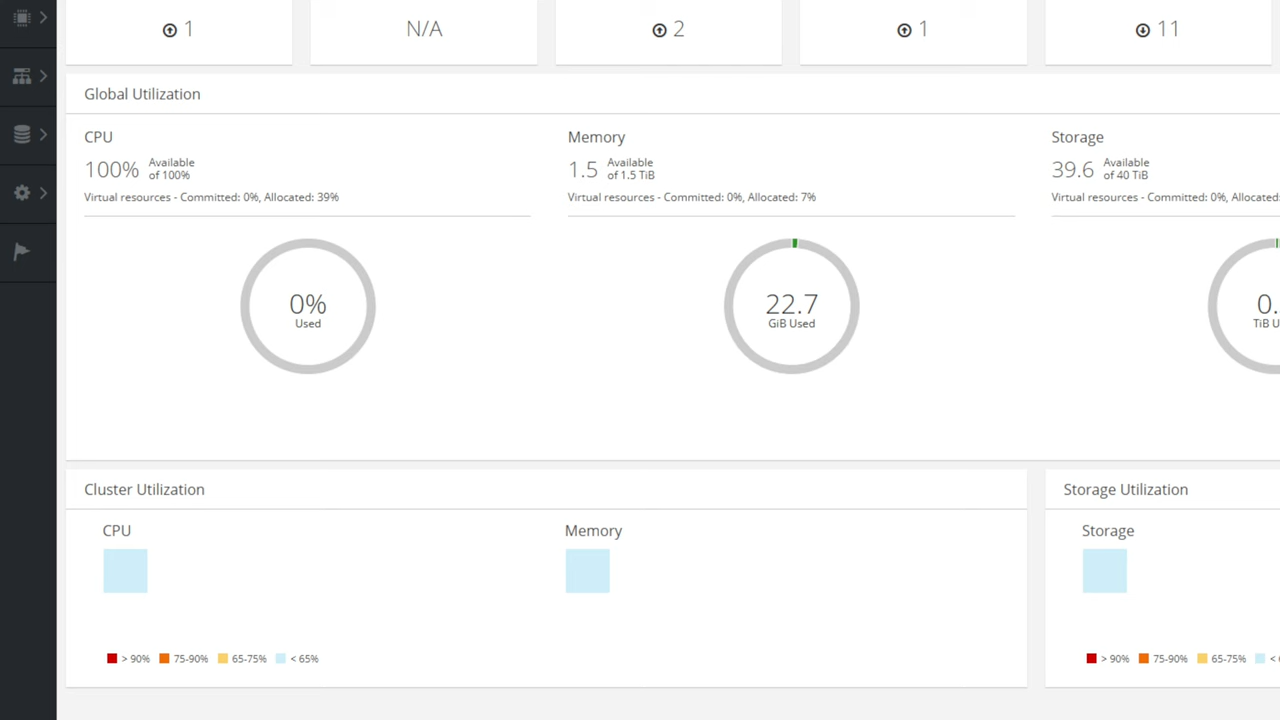 1
N/A
2
1
11
Global Utilization
CPU
100% Available of 100%
Virtual resources - Committed: 0%, Allocated: 39%
0%
Used
Memory
1.5 Available of 1.5 TiB
Virtual resources - Committed: 0%, Allocated: 7%
22.7
GiB Used
Storage
39.6 Available of 40 TiB
Virtual resources - Committed: 0%, Allocated:
0.
TiB U
Cluster Utilization
CPU
Memory
> 90% 75-90% 65-75% < 65%
Storage Utilization
Storage
> 90% 75-90% 65-75% <